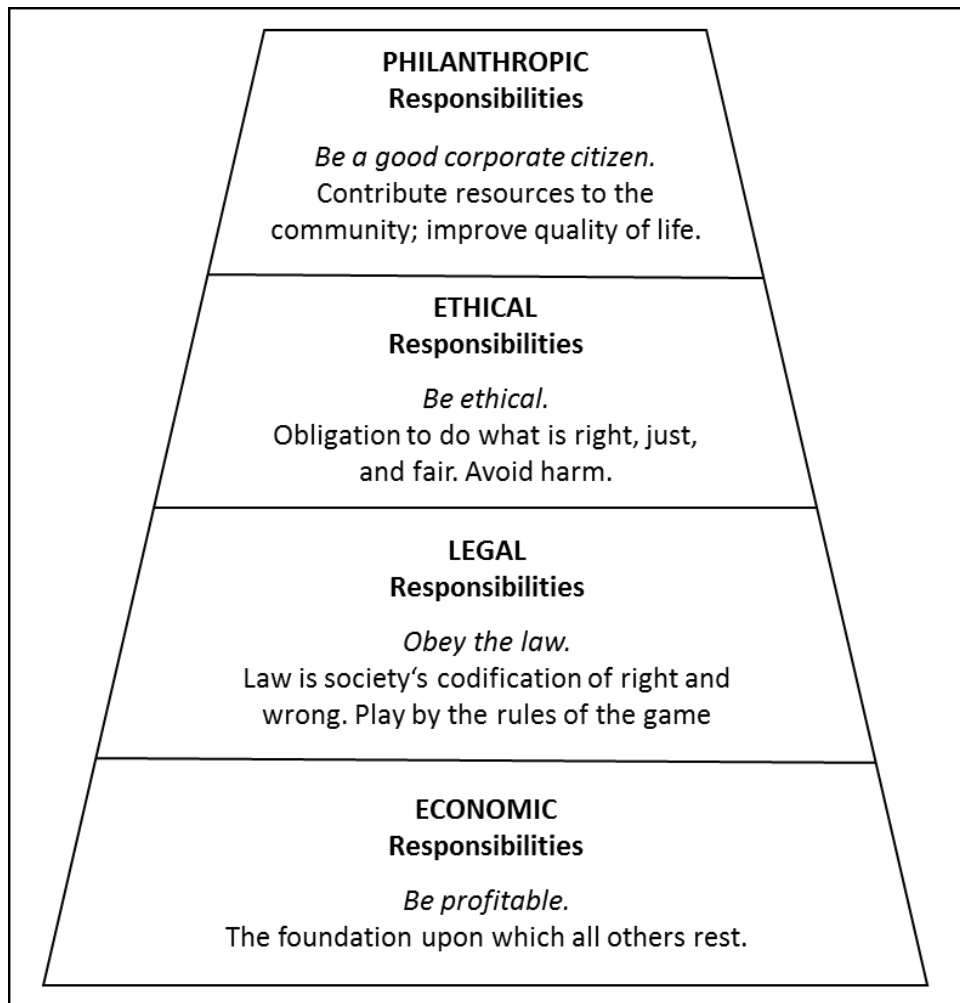 PHILANTHROPIC
Responsibilities
Be a good corporate citizen.
Contribute resources to the
community; improve quality of life.
ETHICAL
Responsibilities
Be ethical.
Obligation to do what is right, just,
and fair. Avoid harm.
LEGAL
Responsibilities
Obey the law.
Law is society‘s codification of right and
wrong. Play by the rules of the game
ECONOMIC
Responsibilities
Be profitable.
The foundation upon which all others rest.